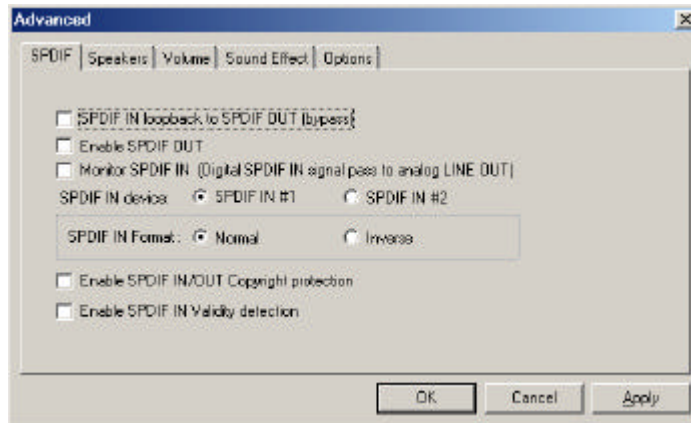 Advanced
SPDIF Speakers Volume Sound Effect Options
SPDIF IN loopback to SPDIF OUT (bypass)
Enable SPDIF OUT
Monitor SPDIF IN (Digital SPDIF IN signal pass to analog LINE OUT)
SPDIF IN device: SPDIF IN #1 SPDIF IN #2
SPDIF IN Format: Normal Inverse
Enable SPDIF IN/OUT Copyright protection
Enable SPDIF IN Validity detection
OK Cancel Apply